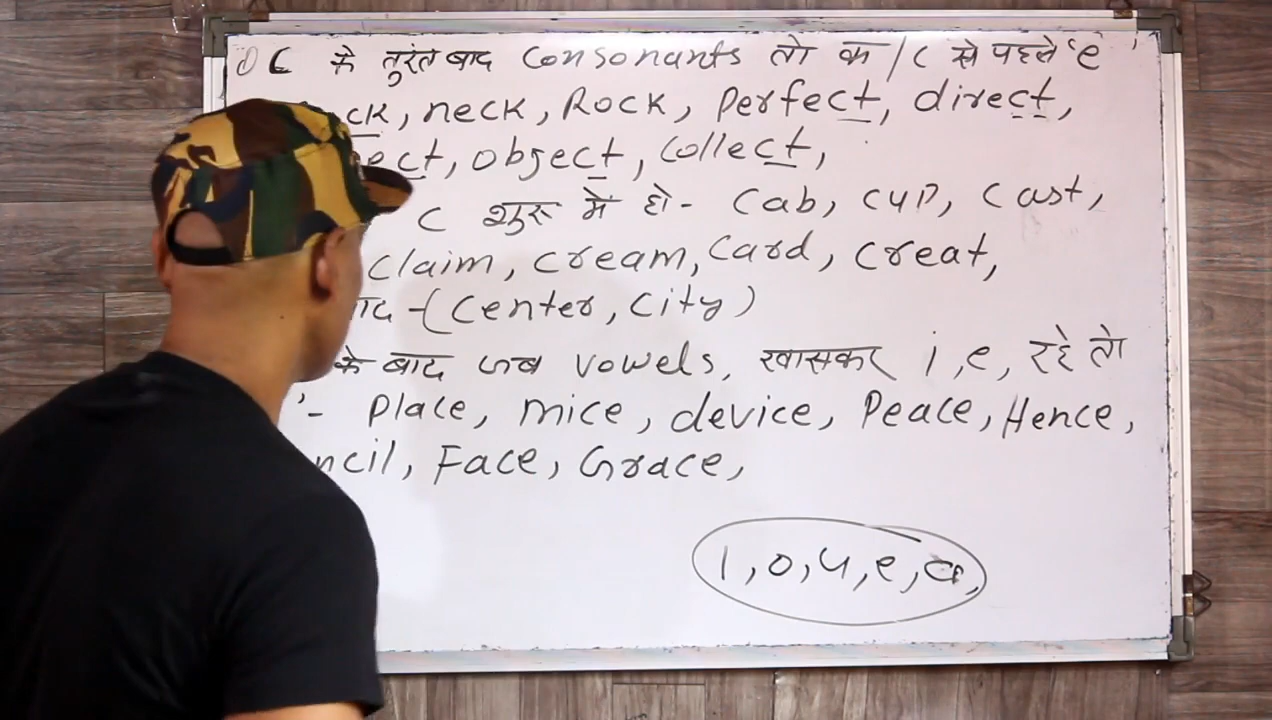 ① C के तुरंत बाद Consonants तो क / C से पहले 'e'
ck, neck, Rock, Perfect, direct,
ect, object, Collect,
C शुरू में हो - Cab, CUP, Cast,
Claim, cream, Card, creat,
बाद - (Center, City)
के बाद जब vowels, खासकर i, e, रहे तो
' - Place, mice, device, Peace, Hence,
ncil, Face, Grace,
i, o, u, e, a,